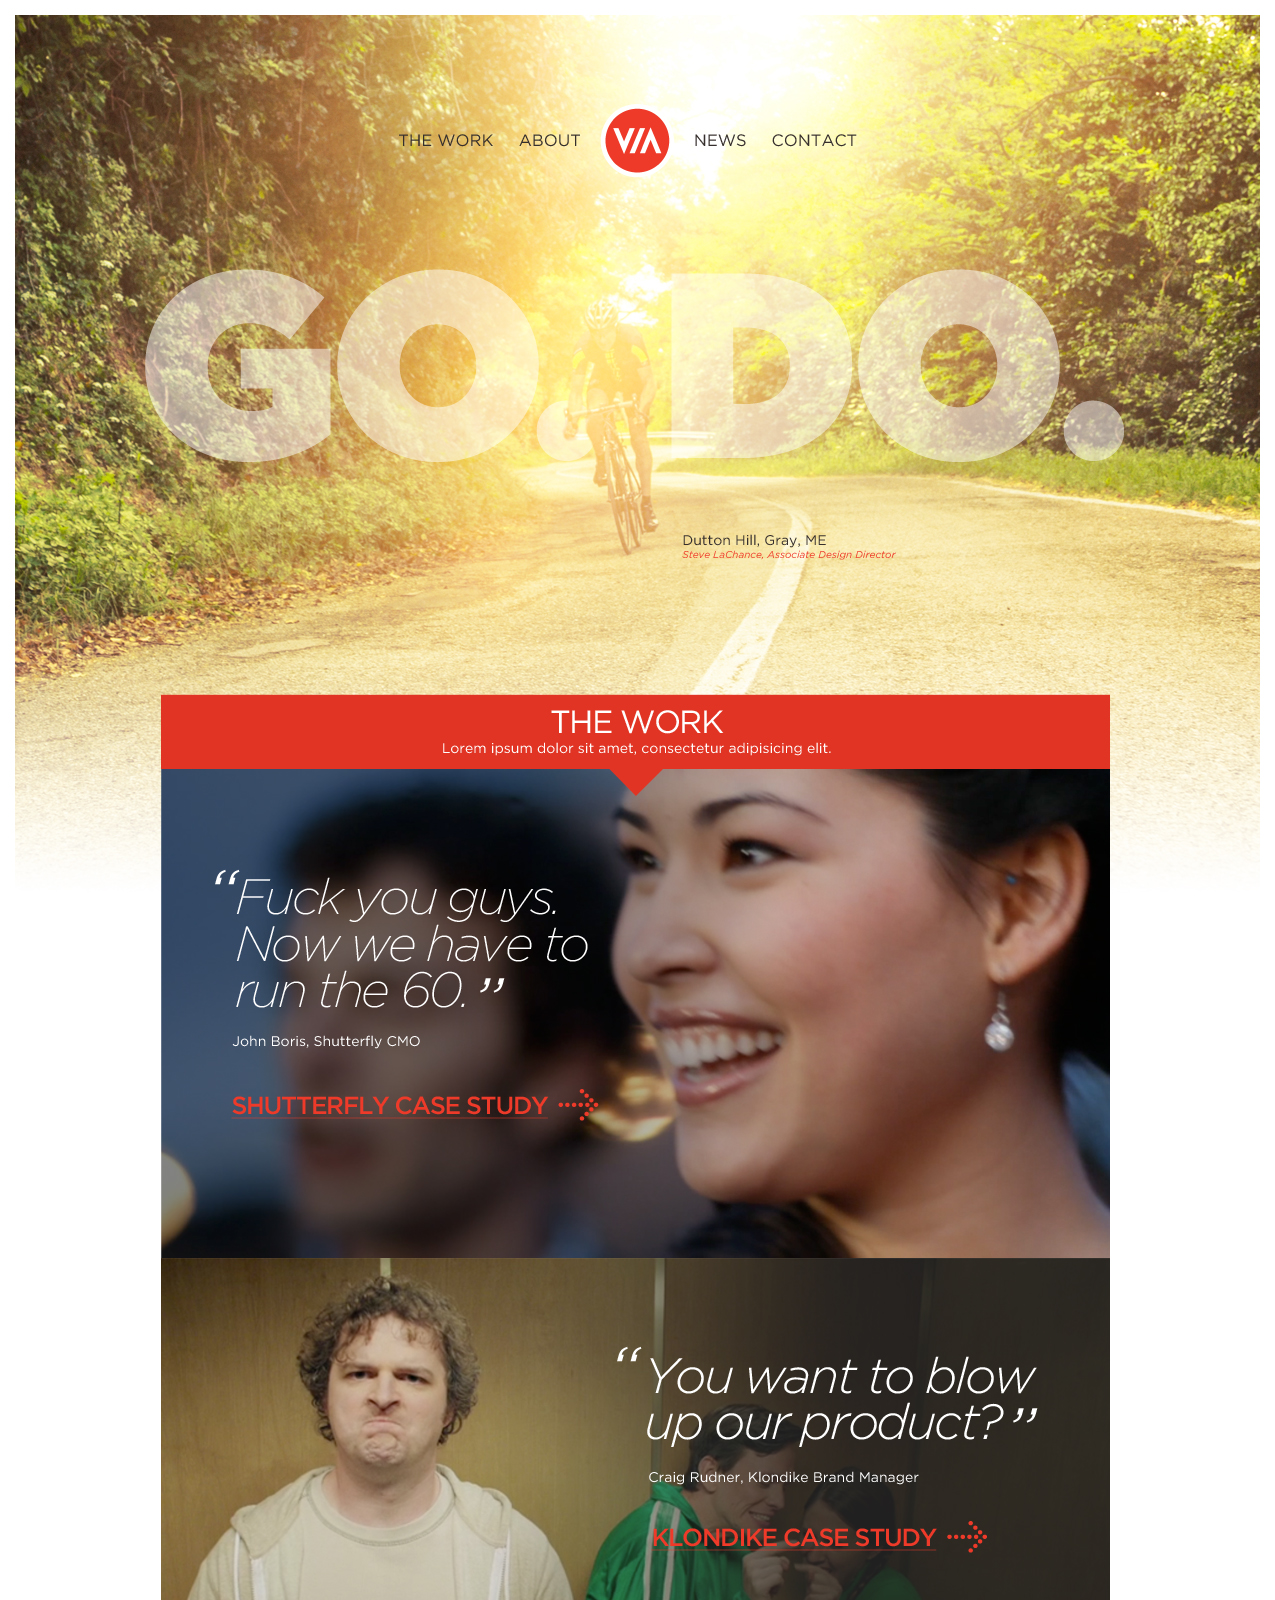 THE WORK ABOUT VIA NEWS CONTACT
GO. DO.
Dutton Hill, Gray, ME
Steve LaChance, Associate Design Director
THE WORK
Lorem ipsum dolor sit amet, consectetur adipisicing elit.
“Fuck you guys.
Now we have to
run the 60.”
John Boris, Shutterfly CMO
SHUTTERFLY CASE STUDY
“You want to blow
up our product?”
Craig Rudner, Klondike Brand Manager
KLONDIKE CASE STUDY